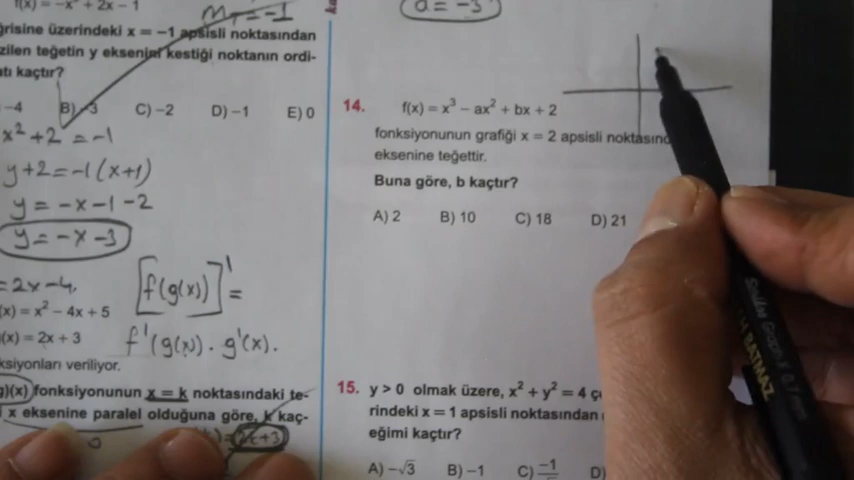 f(x) = -x² + 2x - 1
m_T = -1
ğrisine üzerindeki x = -1 apsisli noktasından
zilen teğetin y eksenini kestiği noktanın ordi-
atı kaçtır?
-4 B) -3 C) -2 D) -1 E) 0
x² + 2 = -1
y + 2 = -1 (x+1)
y = -x - 1 - 2
y = -x - 3
= 2x - 4
[f(g(x))]' =
(x) = x² - 4x + 5
(x) = 2x + 3
f'(g(x)) . g'(x).
ksiyonları veriliyor.
g)(x) fonksiyonunun x = k noktasındaki te-
x eksenine paralel olduğuna göre, k kaç-
a = -3
14. f(x) = x³ - ax² + bx + 2
fonksiyonunun grafiği x = 2 apsisli noktasınd
eksenine teğettir.
Buna göre, b kaçtır?
A) 2 B) 10 C) 18 D) 21
15. y > 0 olmak üzere, x² + y² = 4 ç
rindeki x = 1 apsisli noktasından
eğimi kaçtır?
A) -√3 B) -1 C) -1 D)